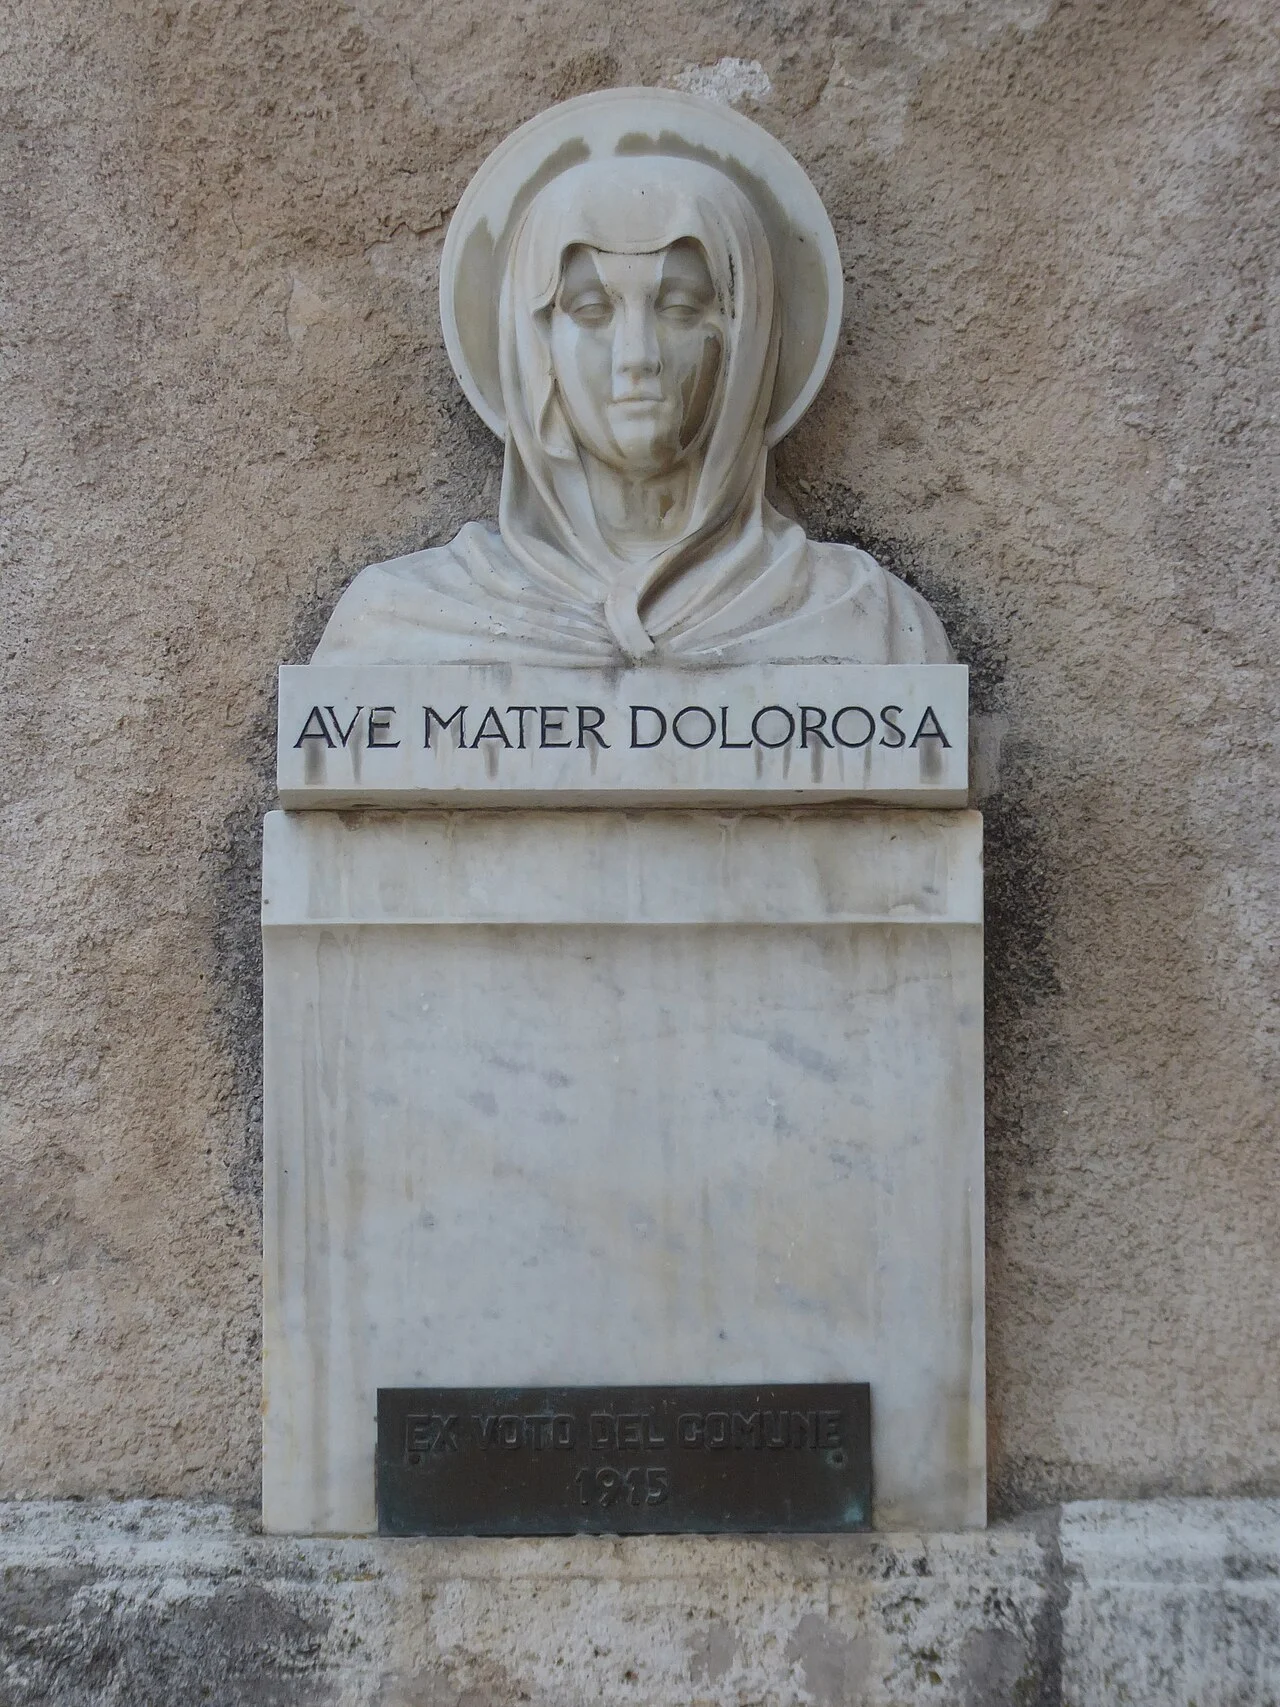 AVE MATER DOLOROSA
EX VOTO DEL COMUNE
1915